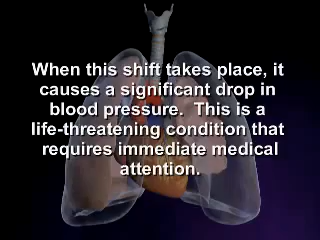 When this shift takes place, it
causes a significant drop in
blood pressure.  This is a
life-threatening condition that
requires immediate medical
attention.